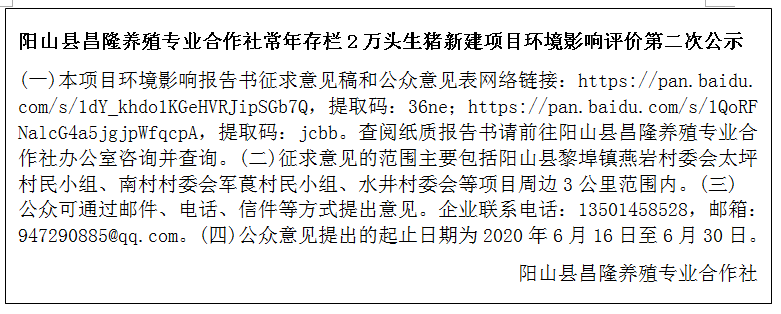 阳山县昌隆养殖专业合作社常年存栏2万头生猪新建项目环境影响评价第二次公示
(一)本项目环境影响报告书征求意见稿和公众意见表网络链接：https://pan.baidu.
com/s/1dY_khdo1KGeHVRJipSGb7Q，提取码：36ne；https://pan.baidu.com/s/1QoRF
NalcG4a5jgjpWfqcpA，提取码：jcbb。查阅纸质报告书请前往阳山县昌隆养殖专业合
作社办公室咨询并查询。(二)征求意见的范围主要包括阳山县黎埠镇燕岩村委会太坪
村民小组、南村村委会军莨村民小组、水井村委会等项目周边3公里范围内。(三)
公众可通过邮件、电话、信件等方式提出意见。企业联系电话：13501458528，邮箱：
947290885@qq.com。(四)公众意见提出的起止日期为2020年6月16日至6月30日。
阳山县昌隆养殖专业合作社